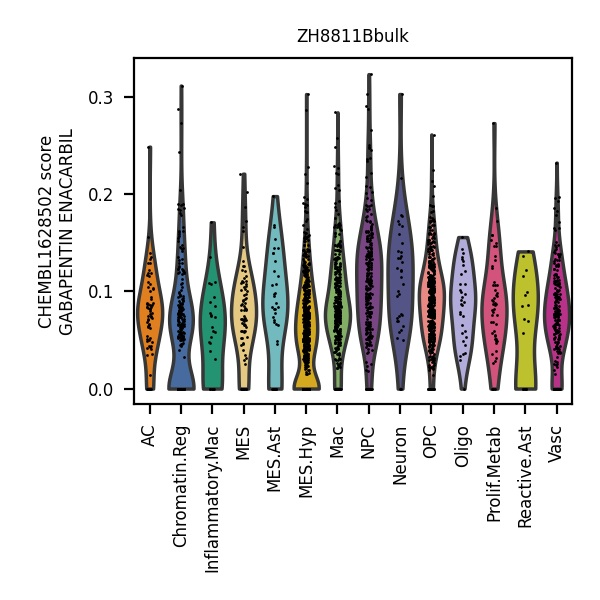 ZH8811Bbulk
CHEMBL1628502 score
GABAPENTIN ENACARBIL
0.3
0.2
0.1
0.0
AC
Chromatin.Reg
Inflammatory.Mac
MES
MES.Ast
MES.Hyp
Mac
NPC
Neuron
OPC
Oligo
Prolif.Metab
Reactive.Ast
Vasc